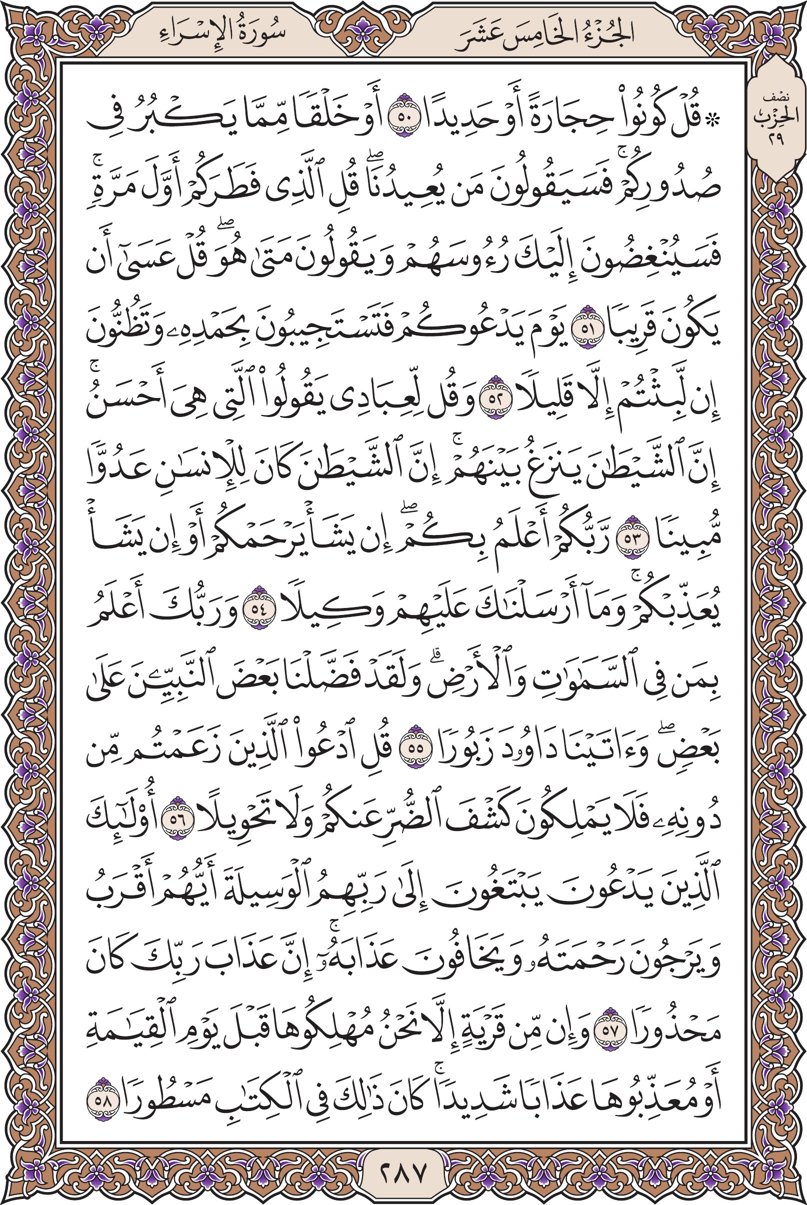 الجُزْءُ الخَامِسَ عَشَرَ
سُورَةُ الإِسْرَاءِ
نصف
الحزب
٢٩
۞ قُلۡ كُونُواْ حِجَارَةً أَوۡ حَدِيدًا ٥٠ أَوۡ خَلۡقٗا مِّمَّا يَكۡبُرُ فِي
صُدُورِكُمۡۚ فَسَيَقُولُونَ مَن يُعِيدُنَاۖ قُلِ ٱلَّذِي فَطَرَكُمۡ أَوَّلَ مَرَّةٖۚ
فَسَيُنۡغِضُونَ إِلَيۡكَ رُءُوسَهُمۡ وَيَقُولُونَ مَتَىٰ هُوَۖ قُلۡ عَسَىٰٓ أَن
يَكُونَ قَرِيبٗا ٥١ يَوۡمَ يَدۡعُوكُمۡ فَتَسۡتَجِيبُونَ بِحَمۡدِهِۦ وَتَظُنُّونَ
إِن لَّبِثۡتُمۡ إِلَّا قَلِيلٗا ٥٢ وَقُل لِّعِبَادِي يَقُولُواْ ٱلَّتِي هِيَ أَحۡسَنُۚ
إِنَّ ٱلشَّيۡطَٰنَ يَنزَغُ بَيۡنَهُمۡۚ إِنَّ ٱلشَّيۡطَٰنَ كَانَ لِلۡإِنسَٰنِ عَدُوّٗا
مُّبِينٗا ٥٣ رَّبُّكُمۡ أَعۡلَمُ بِكُمۡۖ إِن يَشَأۡ يَرۡحَمۡكُمۡ أَوۡ إِن يَشَأۡ
يُعَذِّبۡكُمۡۚ وَمَآ أَرۡسَلۡنَٰكَ عَلَيۡهِمۡ وَكِيلٗا ٥٤ وَرَبُّكَ أَعۡلَمُ
بِمَن فِي ٱلسَّمَٰوَٰتِ وَٱلۡأَرۡضِۗ وَلَقَدۡ فَضَّلۡنَا بَعۡضَ ٱلنَّبِيِّـۧنَ عَلَىٰ
بَعۡضٖۖ وَءَاتَيۡنَا دَاوُۥدَ زَبُورٗا ٥٥ قُلِ ٱدۡعُواْ ٱلَّذِينَ زَعَمۡتُم مِّن
دُونِهِۦ فَلَا يَمۡلِكُونَ كَشۡفَ ٱلضُّرِّ عَنكُمۡ وَلَا تَحۡوِيلًا ٥٦ أُوْلَٰٓئِكَ
ٱلَّذِينَ يَدۡعُونَ يَبۡتَغُونَ إِلَىٰ رَبِّهِمُ ٱلۡوَسِيلَةَ أَيُّهُمۡ أَقۡرَبُ
وَيَرۡجُونَ رَحۡمَتَهُۥ وَيَخَافُونَ عَذَابَهُۥٓۚ إِنَّ عَذَابَ رَبِّكَ كَانَ
مَحۡذُورٗا ٥٧ وَإِن مِّن قَرۡيَةٍ إِلَّا نَحۡنُ مُهۡلِكُوهَا قَبۡلَ يَوۡمِ ٱلۡقِيَٰمَةِ
أَوۡ مُعَذِّبُوهَا عَذَابٗا شَدِيدٗاۚ كَانَ ذَٰلِكَ فِي ٱلۡكِتَٰبِ مَسۡطُورٗا ٥٨
٢٨٧